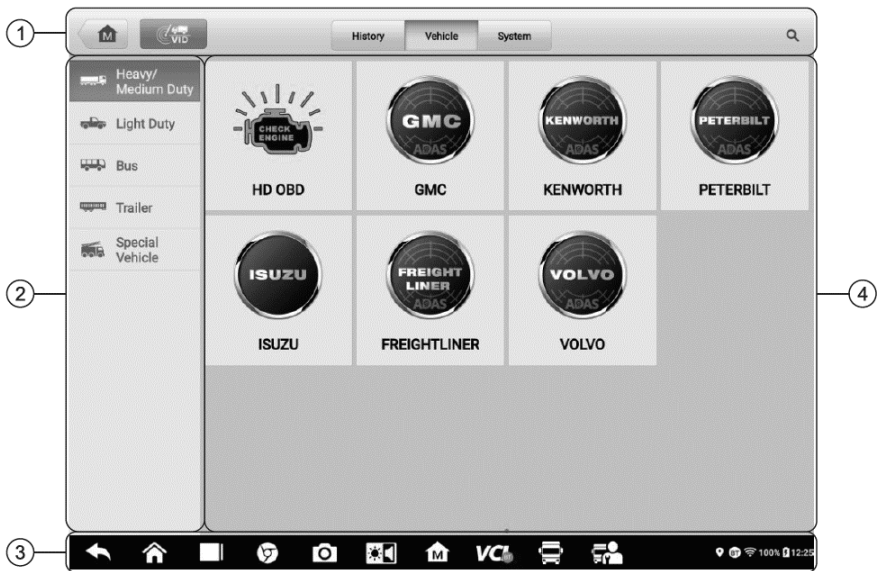 1
M
VID
History
Vehicle
System
Heavy/
Medium Duty
Light Duty
Bus
Trailer
Special
Vehicle
2
CHECK
ENGINE
HD OBD
GMC
ADAS
GMC
KENWORTH
ADAS
KENWORTH
PETERBILT
ADAS
PETERBILT
ISUZU
ISUZU
FREIGHT
LINER
ADAS
FREIGHTLINER
VOLVO
ADAS
VOLVO
4
3
M
VCI
BT
100%
12:25